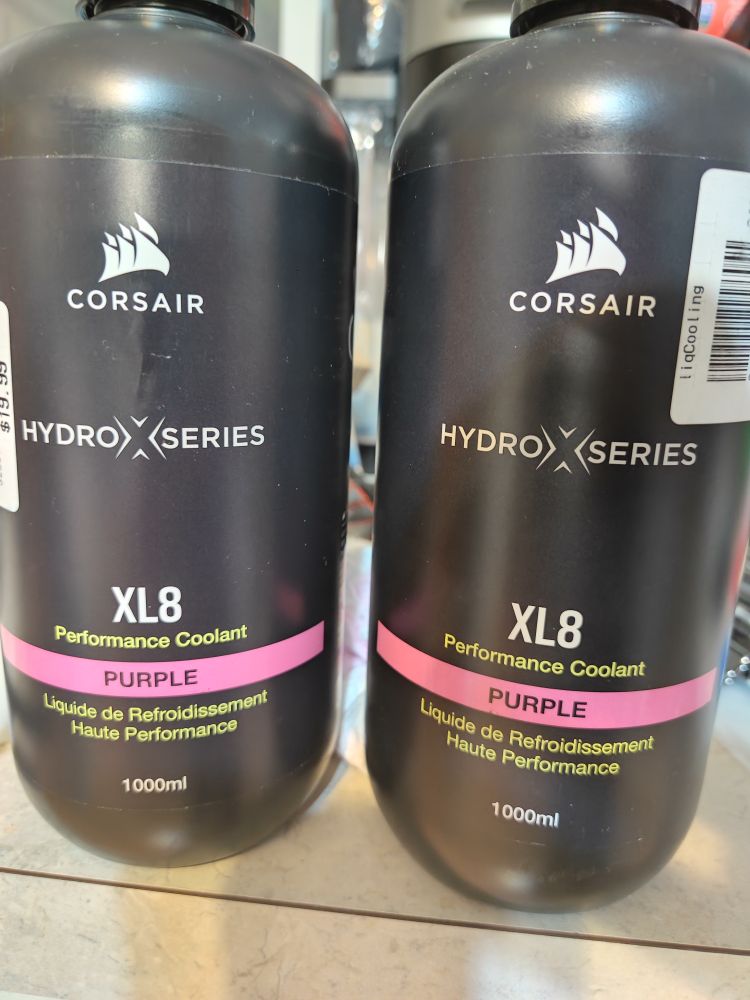 CORSAIR
HYDRO X SERIES
XL8
Performance Coolant
PURPLE
Liquide de Refroidissement
Haute Performance
1000ml
$19.99
CORSAIR
HYDRO X SERIES
XL8
Performance Coolant
PURPLE
Liquide de Refroidissement
Haute Performance
1000ml
liqCooling